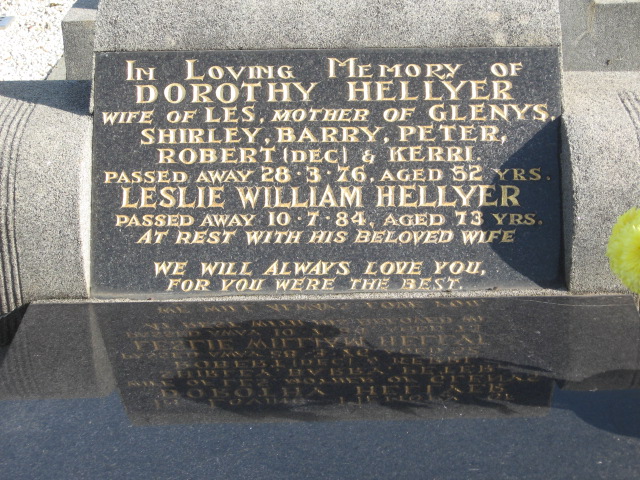 IN LOVING MEMORY OF
DOROTHY HELLYER
WIFE OF LES, MOTHER OF GLENYS,
SHIRLEY, BARRY, PETER,
ROBERT (DEC) & KERRI.
PASSED AWAY 28·3·76, AGED 52 YRS.
LESLIE WILLIAM HELLYER
PASSED AWAY 10·7·84, AGED 73 YRS.
AT REST WITH HIS BELOVED WIFE
WE WILL ALWAYS LOVE YOU,
FOR YOU WERE THE BEST.